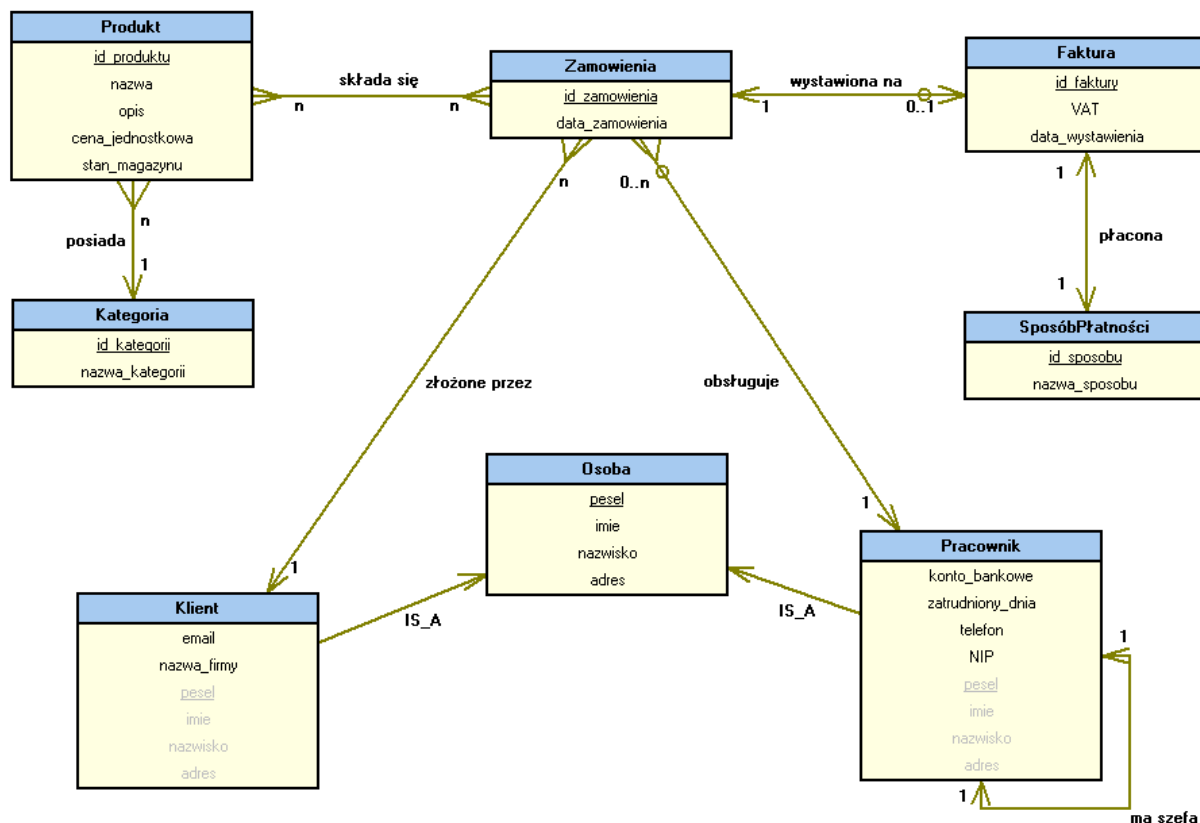 Produkt
id_produktu
nazwa
opis
cena_jednostkowa
stan_magazynu
składa się
n
n
Zamowienia
id_zamowienia
data_zamowienia
wystawiona na
1
0..1
Faktura
id_faktury
VAT
data_wystawienia
n
posiada
1
Kategoria
id_kategorii
nazwa_kategorii
n
złożone przez
1
0..n
obsługuje
1
1
płacona
1
SposóbPłatności
id_sposobu
nazwa_sposobu
Osoba
pesel
imie
nazwisko
adres
IS_A
IS_A
Klient
email
nazwa_firmy
pesel
imie
nazwisko
adres
Pracownik
konto_bankowe
zatrudniony_dnia
telefon
NIP
pesel
imie
nazwisko
adres
1
1
ma szefa